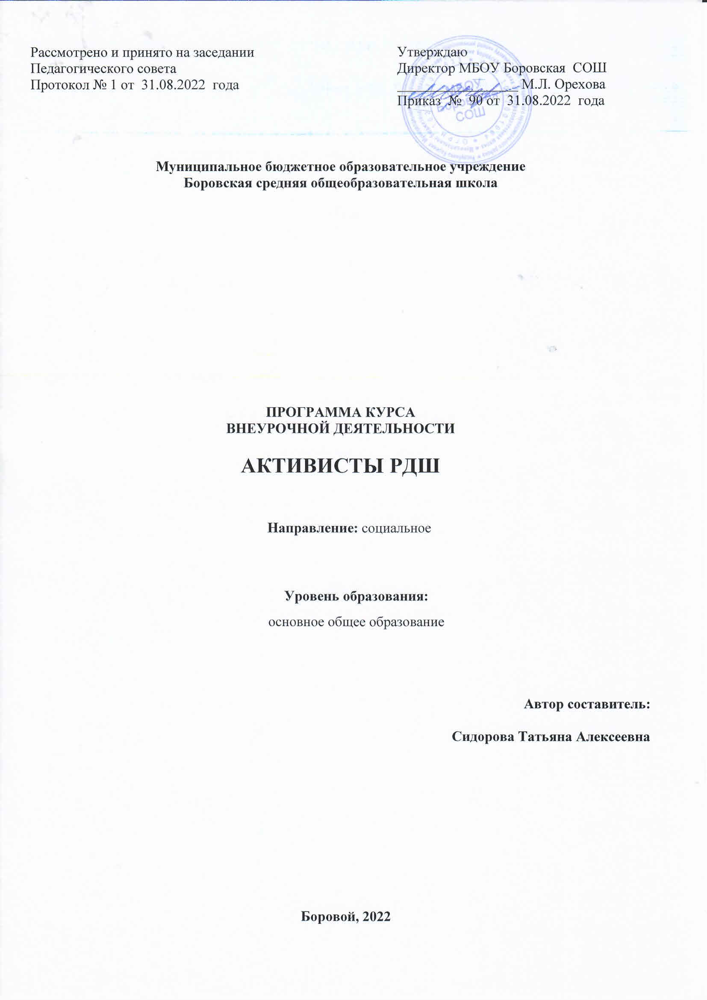 Рассмотрено и принято на заседании
Педагогического совета
Протокол № 1 от 31.08.2022 года
Утверждаю
Директор МБОУ Боровская СОШ
М.Л. Орехова
Приказ № 90 от 31.08.2022 года
МБОУ
СОШ
Муниципальное бюджетное образовательное учреждение
Боровская средняя общеобразовательная школа
ПРОГРАММА КУРСА
ВНЕУРОЧНОЙ ДЕЯТЕЛЬНОСТИ
АКТИВИСТЫ РДШ
Направление: социальное
Уровень образования:
основное общее образование
Автор составитель:
Сидорова Татьяна Алексеевна
Боровой, 2022